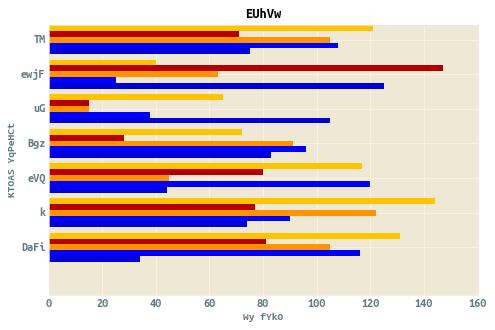 EUhVw
TM
ewjF
uG
Bgz
eVQ
k
DaFi
KTOAS YqPeHCt
0 20 40 60 80 100 120 140 160
Wy fYkO